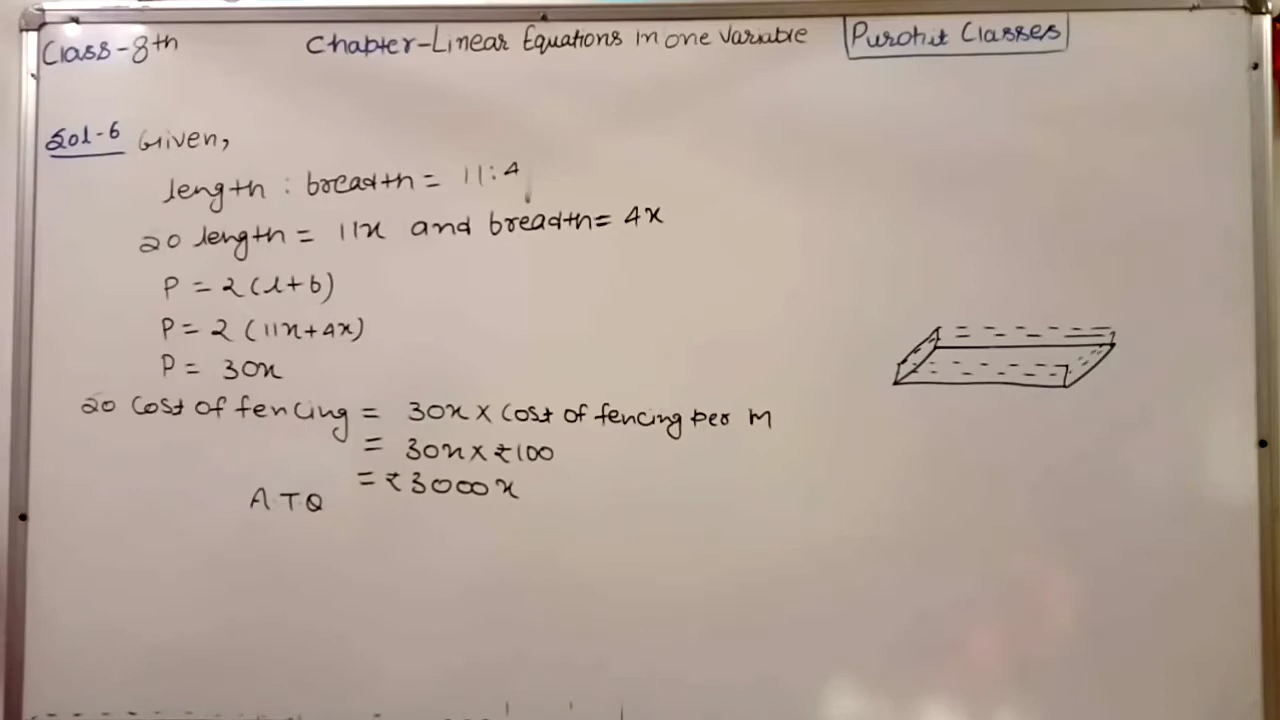 Class-8th Chapter-Linear Equations in one Variable Purohit Classes
Sol-6 Given,
length : breadth = 11:4
so length = 11x and breadth = 4x
P = 2(l+b)
P = 2(11x+4x)
P = 30x
so cost of fencing = 30x × cost of fencing per m
= 30x × ₹100
= ₹3000x
ATQ